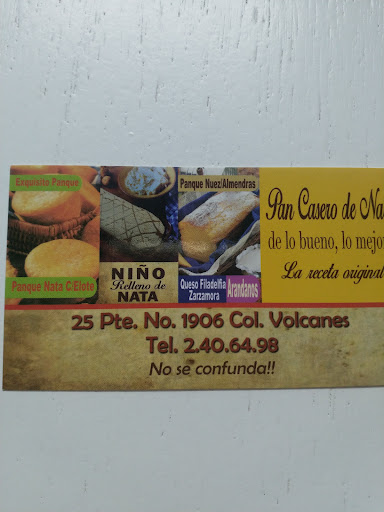 Exquisito Panque
Panque Nata C/Elote
NIÑO
Relleno de
NATA
Panque Nuez/Almendras
Queso Filadelfia
Zarzamora
Arandanos
Pan Casero de
de lo bueno, lo mejor
La receta original
25 Pte. No. 1906 Col. Volcanes
Tel. 2.40.64.98
No se confunda!!